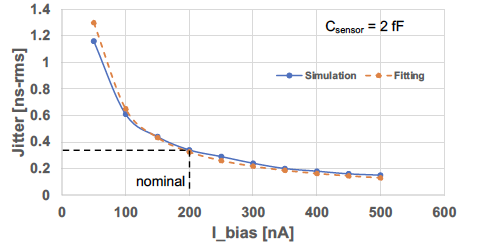 1.4
1.2
1
0.8
0.6
0.4
0.2
0
Jitter [ns-rms]
C_sensor = 2 fF
Simulation
Fitting
nominal
0 100 200 300 400 500 600
I_bias [nA]